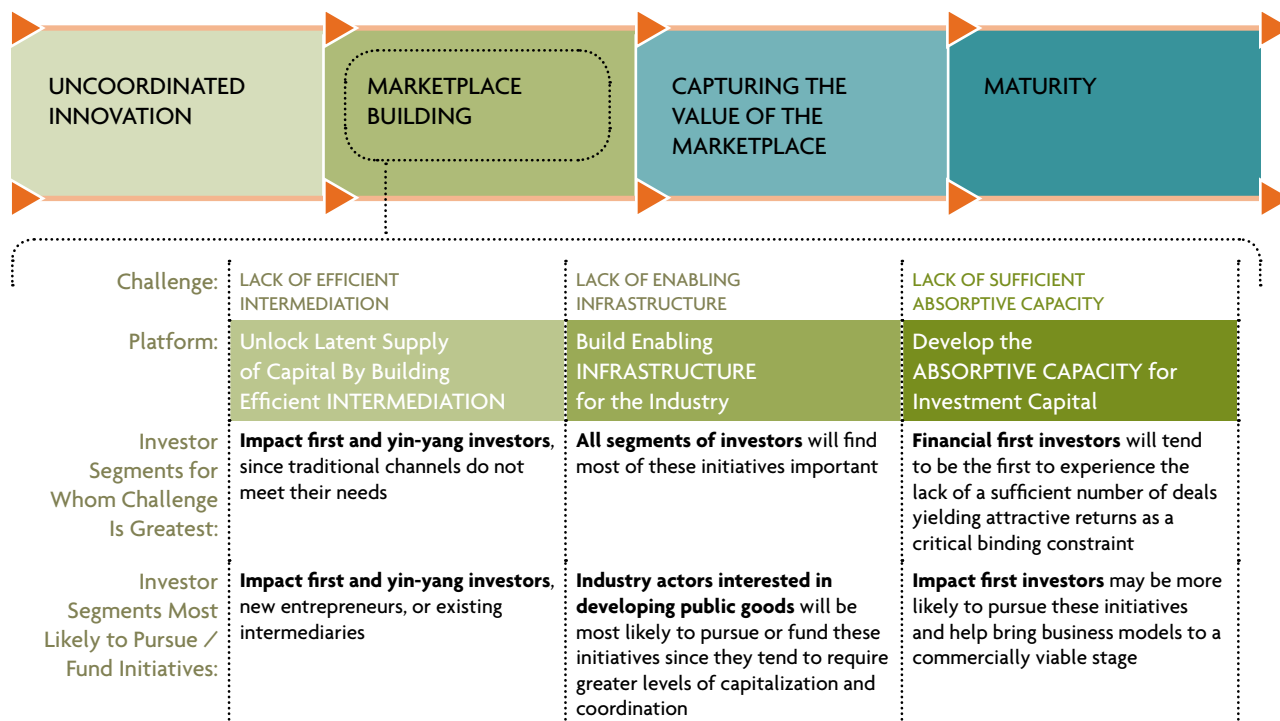 UNCOORDINATED
INNOVATION
MARKETPLACE
BUILDING
CAPTURING THE
VALUE OF THE
MARKETPLACE
MATURITY
Challenge:
LACK OF EFFICIENT
INTERMEDIATION
LACK OF ENABLING
INFRASTRUCTURE
LACK OF SUFFICIENT
ABSORPTIVE CAPACITY
Platform:
Unlock Latent Supply
of Capital By Building
Efficient INTERMEDIATION
Build Enabling
INFRASTRUCTURE
for the Industry
Develop the
ABSORPTIVE CAPACITY for
Investment Capital
Investor
Segments for
Whom Challenge
Is Greatest:
Impact first and yin-yang investors,
since traditional channels do not
meet their needs
All segments of investors will find
most of these initiatives important
Financial first investors will tend
to be the first to experience the
lack of a sufficient number of deals
yielding attractive returns as a
critical binding constraint
Investor
Segments Most
Likely to Pursue /
Fund Initiatives:
Impact first and yin-yang investors,
new entrepreneurs, or existing
intermediaries
Industry actors interested in
developing public goods will be
most likely to pursue or fund these
initiatives since they tend to require
greater levels of capitalization and
coordination
Impact first investors may be more
likely to pursue these initiatives
and help bring business models to a
commercially viable stage